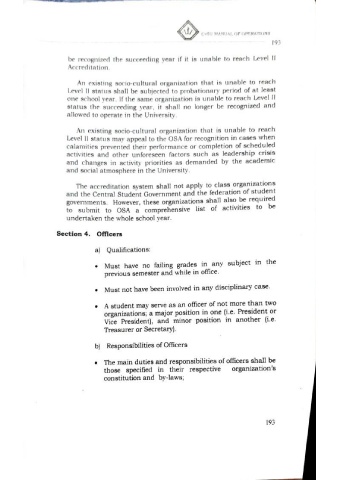 MANUAL OF OPERATIONS
193
be recognized the succeeding year if it is unable to reach Level II
Accreditation.
An existing socio-cultural organization that is unable to reach
Level II status shall be subjected to probationary period of at least
one school year. If the same organization is unable to reach Level II
status the succeeding year, it shall no longer be recognized and
allowed to operate in the University.
An existing socio-cultural organization that is unable to reach
Level II status may appeal to the OSA for recognition in cases when
calamities prevented their performance or completion of scheduled
activities and other unforeseen factors such as leadership crisis
and changes in activity priorities as demanded by the academic
and social atmosphere in the University.
The accreditation system shall not apply to class organizations
and the Central Student Government and the federation of student
governments. However, these organizations shall also be required
to submit to OSA a comprehensive list of activities to be
undertaken the whole school year.
Section 4. Officers
a) Qualifications:
• Must have no failing grades in any subject in the
previous semester and while in office.
• Must not have been involved in any disciplinary case.
• A student may serve as an officer of not more than two
organizations; a major position in one (i.e. President or
Vice President), and minor position in another (i.e.
Treasurer or Secretary).
b) Responsibilities of Officers
• The main duties and responsibilities of officers shall be
those specified in their respective organization's
constitution and by-laws;
193